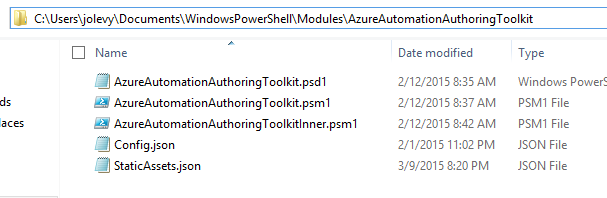 C:\Users\jolevy\Documents\WindowsPowerShell\Modules\AzureAutomationAuthoringToolkit
Name Date modified Type
AzureAutomationAuthoringToolkit.psd1 2/12/2015 8:35 AM Windows PowerS
AzureAutomationAuthoringToolkit.psm1 2/12/2015 8:37 AM PSM1 File
ds AzureAutomationAuthoringToolkitInner.psm1 2/12/2015 8:42 AM PSM1 File
laces Config.json 2/1/2015 11:02 PM JSON File
StaticAssets.json 3/9/2015 8:20 PM JSON File